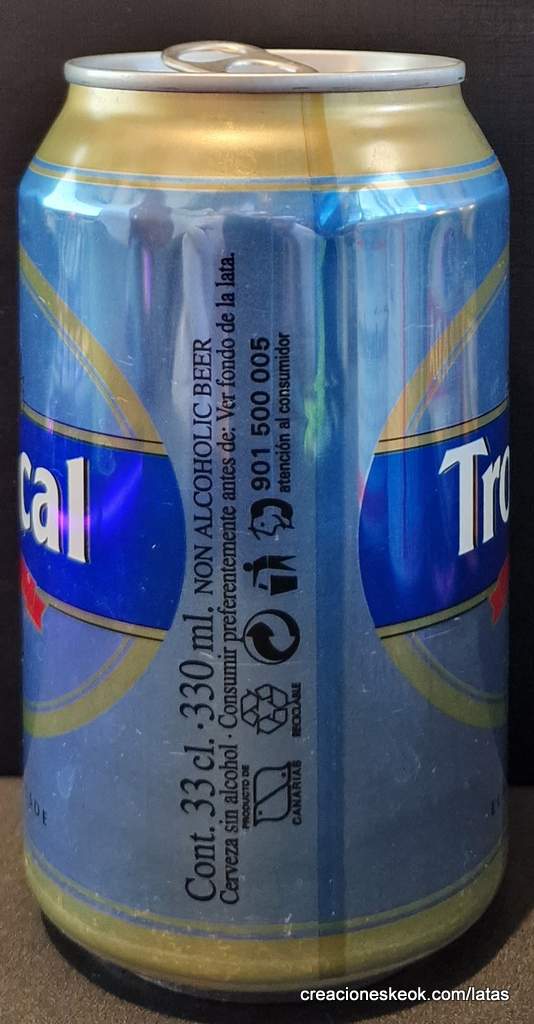 cal
Tro
Cont. 33 cl. · 330 ml. NON ALCOHOLIC BEER
Cerveza sin alcohol · Consumir preferentemente antes de: Ver fondo de la lata.
PRODUCTO DE
CANARIAS
RECICLABLE
901 500 005
atención al consumidor
SDE
creacioneskeok.com/latas